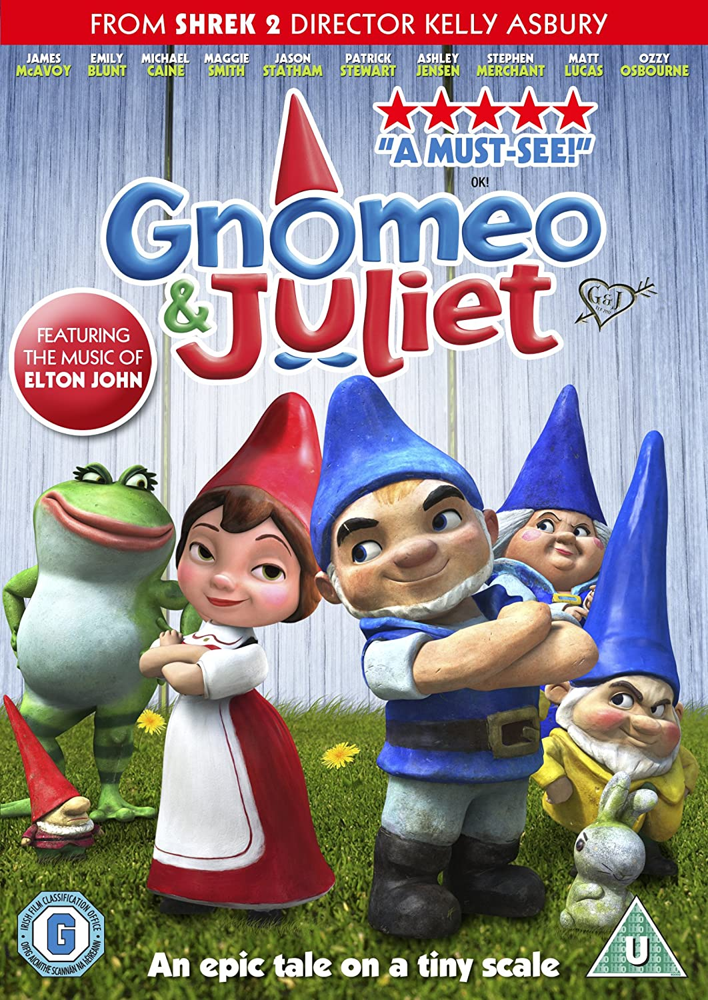 FROM SHREK 2 DIRECTOR KELLY ASBURY
JAMES McAVOY
EMILY BLUNT
MICHAEL CAINE
MAGGIE SMITH
JASON STATHAM
PATRICK STEWART
ASHLEY JENSEN
STEPHEN MERCHANT
MATT LUCAS
OZZY OSBOURNE
"A MUST-SEE!"
OK!
Gnomeo
& Juliet
G&J
EST 2011
FEATURING
THE MUSIC OF
ELTON JOHN
IRISH FILM CLASSIFICATION OFFICE
G
OIFIG AICMITHE SCANNÁN NA hÉIREANN
An epic tale on a tiny scale
U